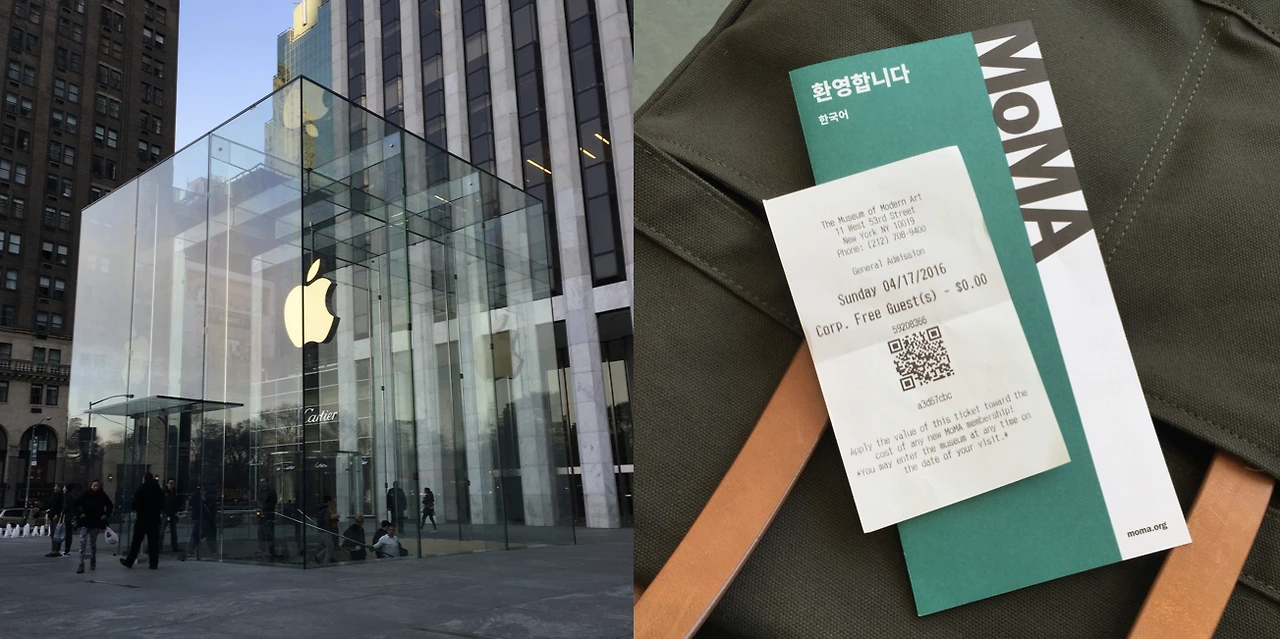 Cartier
Cartier
환영합니다
한국어
MoMA
The Museum of Modern Art
11 West 53rd Street
New York NY 10019
Phone: (212) 708-9400
General Admission
Sunday 04/17/2016
Corp. Free Guest(s) - $0.00
59208366
a3d67cbc
Apply the value of this ticket toward the
cost of any new MOMA membership!
*You may enter the museum at any time on
the date of your visit.*
moma.org